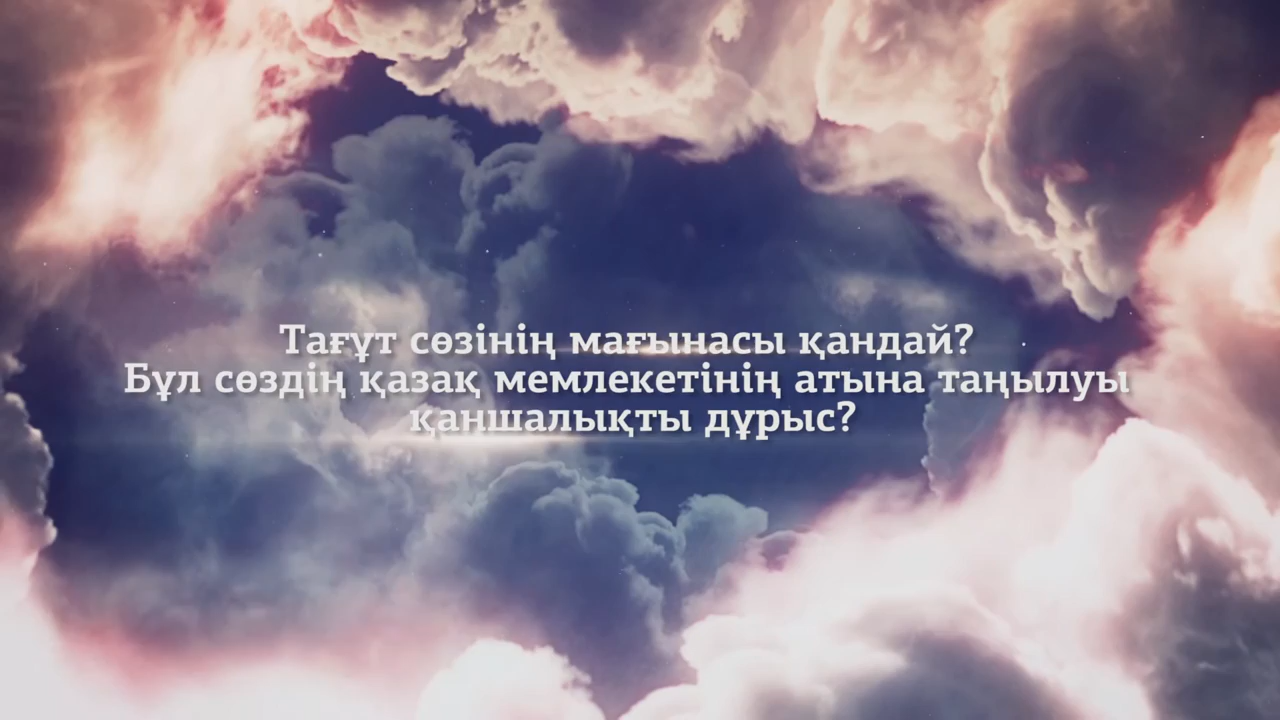 Тағұт сөзінің мағынасы қандай?
Бұл сөздің қазақ мемлекетінің атына таңылуы
қаншалықты дұрыс?